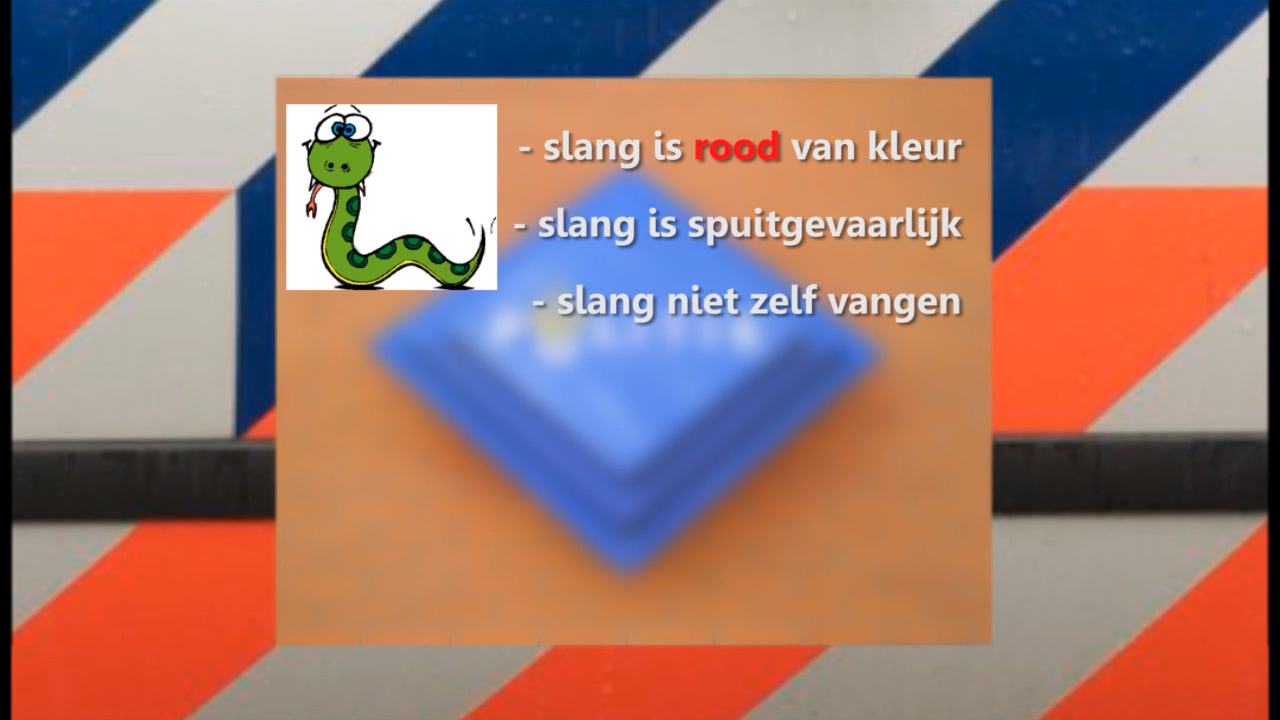 - slang is rood van kleur
- slang is spuitgevaarlijk
- slang niet zelf vangen